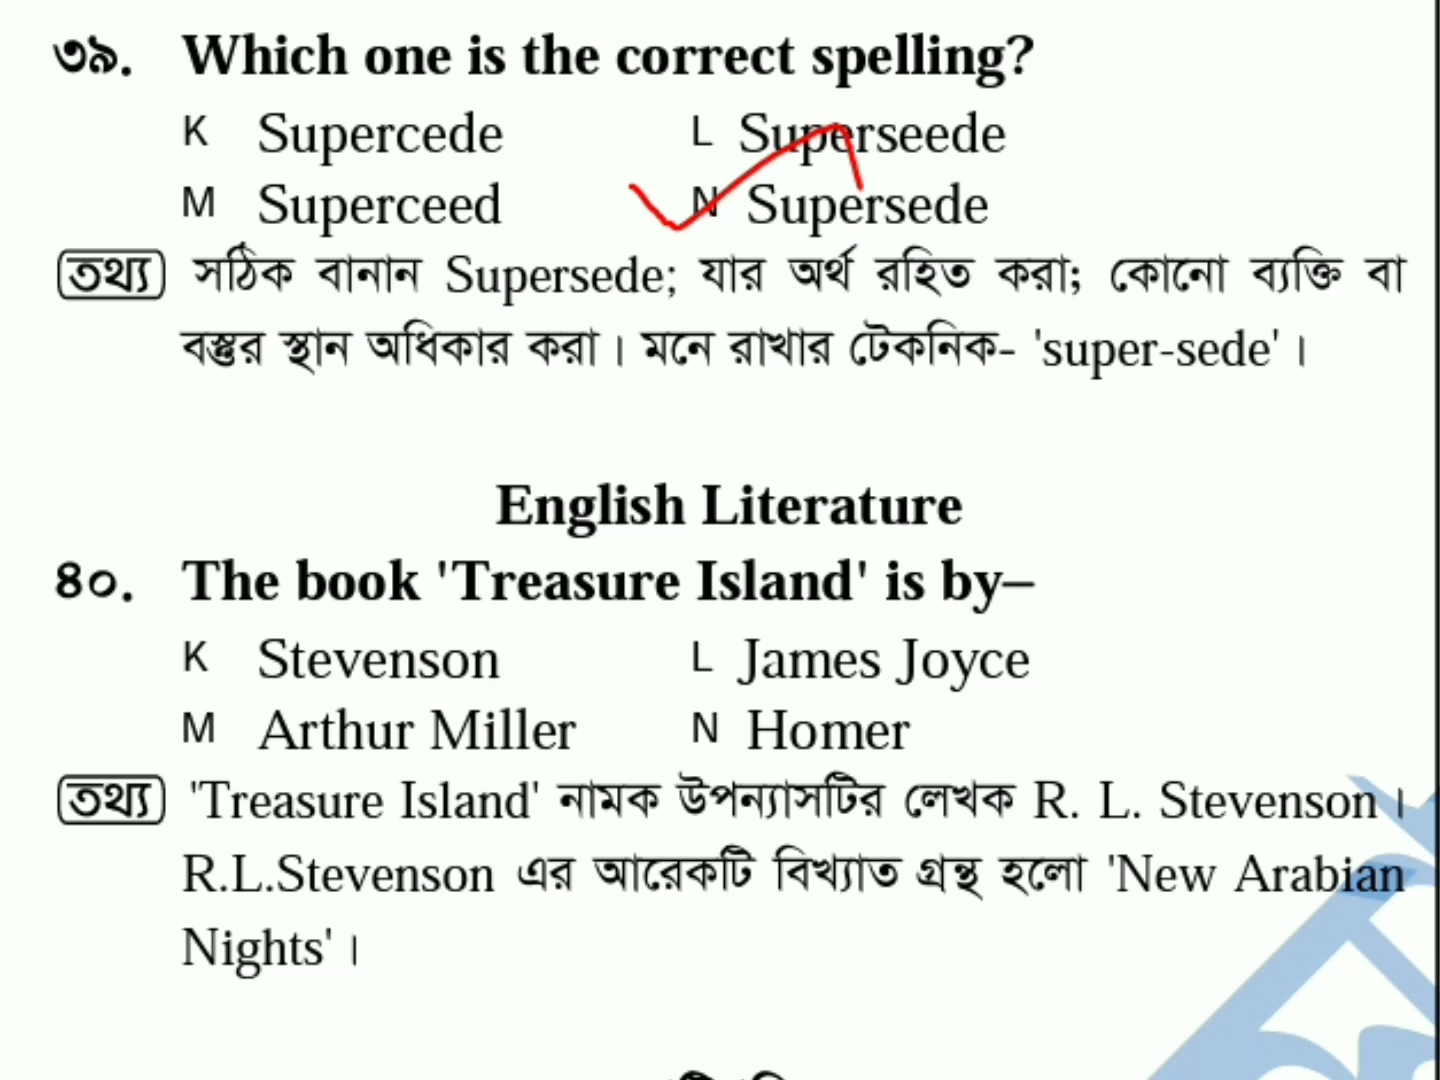 ৩৯. Which one is the correct spelling?
K Supercede L Superseede
M Superceed N Supersede
তথ্য সঠিক বানান Supersede; যার অর্থ রহিত করা; কোনো ব্যক্তি বা
বস্তুর স্থান অধিকার করা। মনে রাখার টেকনিক- 'super-sede'।
English Literature
৪০. The book 'Treasure Island' is by–
K Stevenson L James Joyce
M Arthur Miller N Homer
তথ্য 'Treasure Island' নামক উপন্যাসটির লেখক R. L. Stevenson।
R.L.Stevenson এর আরেকটি বিখ্যাত গ্রন্থ হলো 'New Arabian
Nights'।